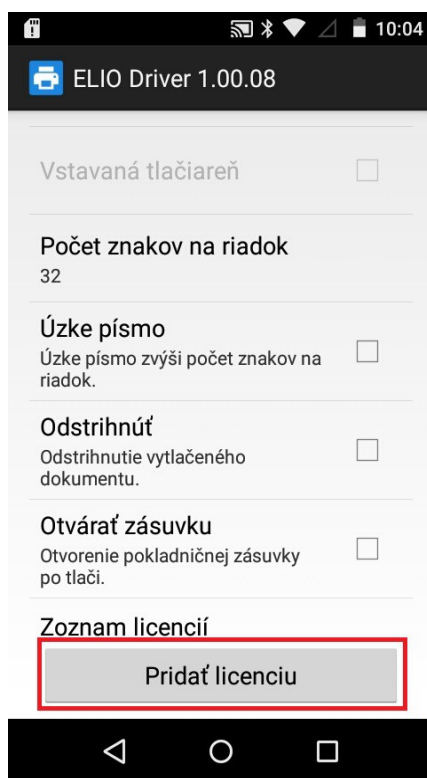 10:04
ELIO Driver 1.00.08
Vstavaná tlačiareň
Počet znakov na riadok
32
Úzke písmo
Úzke písmo zvýši počet znakov na
riadok.
Odstrihnúť
Odstrihnutie vytlačeného
dokumentu.
Otvárať zásuvku
Otvorenie pokladničnej zásuvky
po tlači.
Zoznam licencií
Pridať licenciu